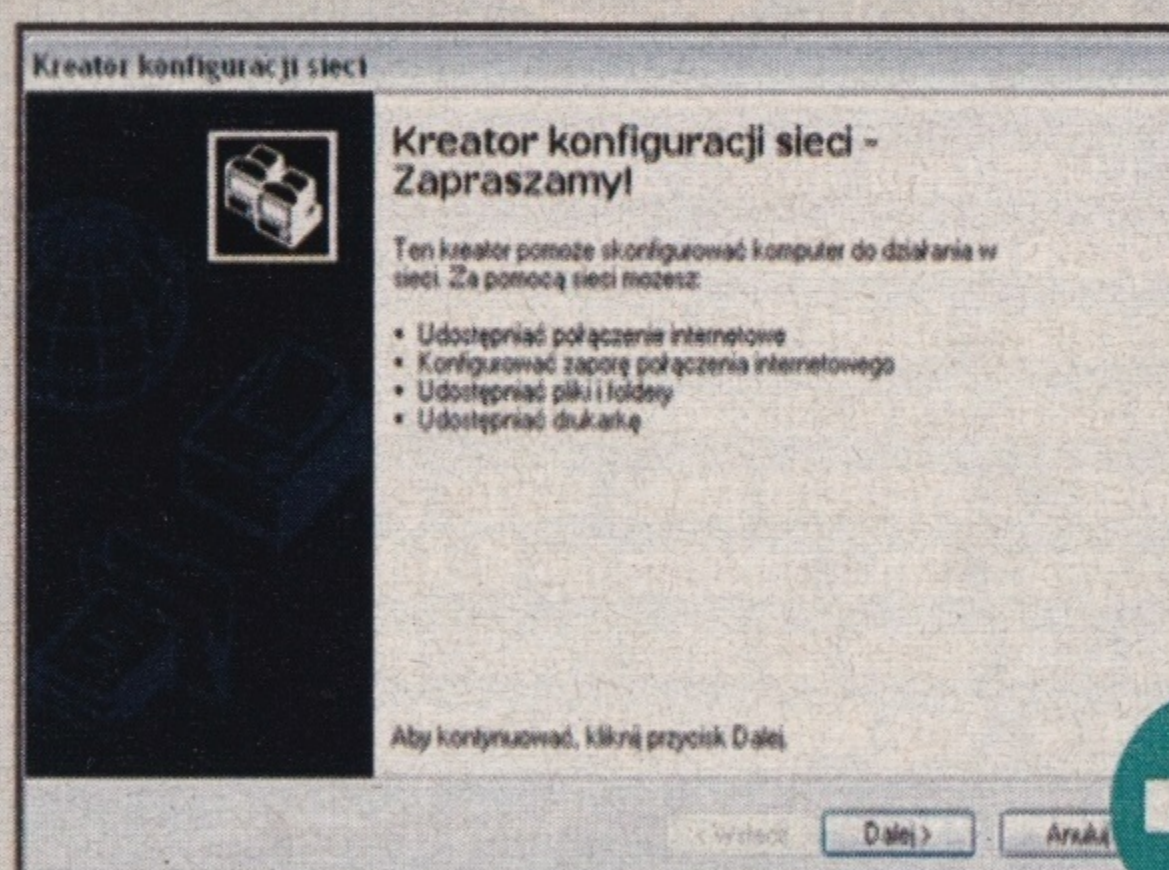 Kreator konfiguracji sieci
Kreator konfiguracji sieci -
Zapraszamy!
Ten kreator pomoże skonfigurować komputer do działania w
sieci. Za pomocą sieci możesz:
• Udostępniać połączenie internetowe
• Konfigurować zaporę połączenia internetowego
• Udostępniać pliki i foldery
• Udostępniać drukarkę
Aby kontynuować, kliknij przycisk Dalej.
< Wstecz
Dalej >